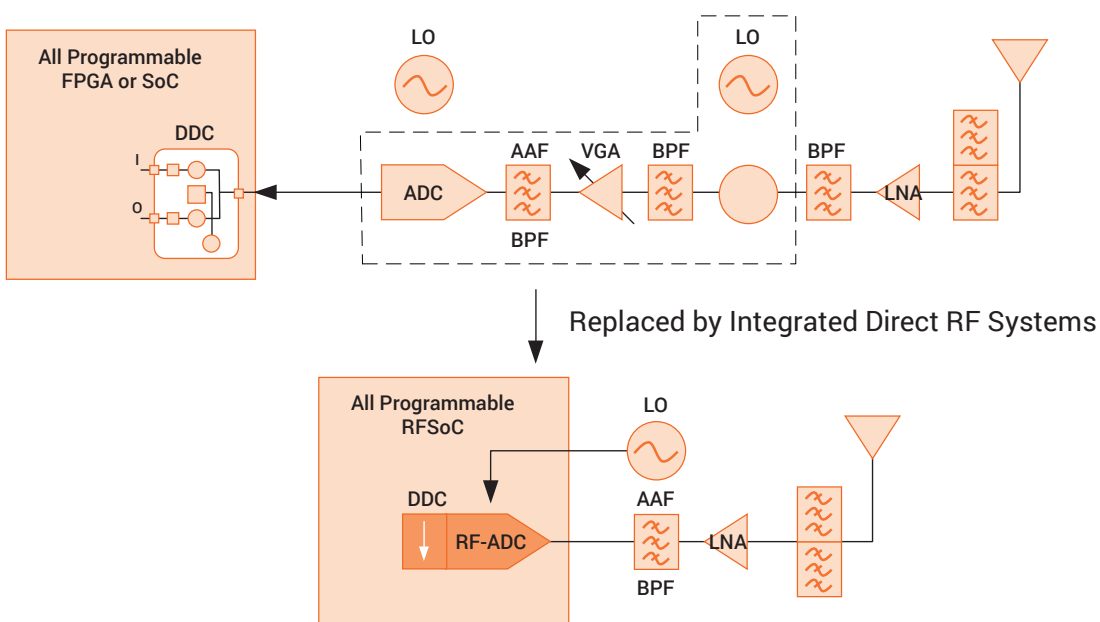 All Programmable
FPGA or SoC
DDC
I
O
LO
LO
ADC
AAF
BPF
VGA
BPF
BPF
LNA
Replaced by Integrated Direct RF Systems
All Programmable
RFSoC
DDC
RF-ADC
LO
AAF
BPF
LNA